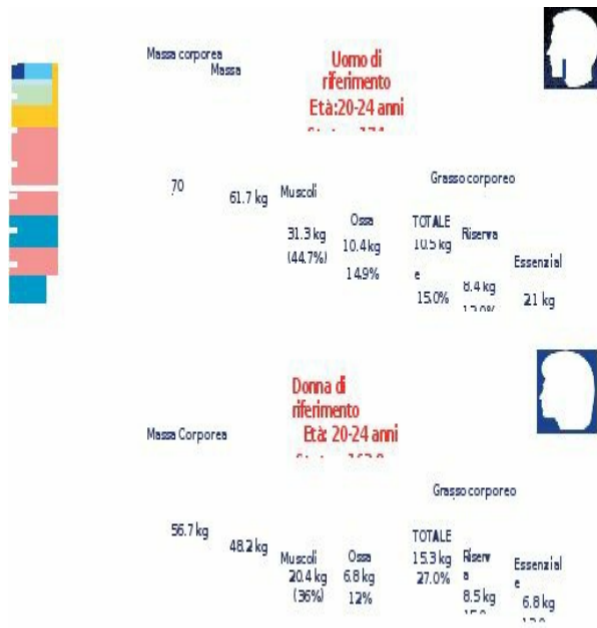 Massa corporea
Massa
Uomo di
riferimento
Età:20-24 anni
70
61.7 kg
Muscoli
31.3 kg
(44.7%)
Ossa
10.4kg
14.9%
Grasso corporeo
TOTALE
10.5 kg
e
15.0%
Riserva
8.4 kg
Essenzial
21 kg
Donna di
riferimento
Età: 20-24 anni
Massa Corporea
56.7 kg
48.2 kg
Muscoli
20.4 kg
(36%)
Ossa
6.8 kg
12%
Grasso corporeo
TOTALE
15.3 kg
27.0%
Riserv
a
8.5 kg
Essenzial
e
6.8 kg